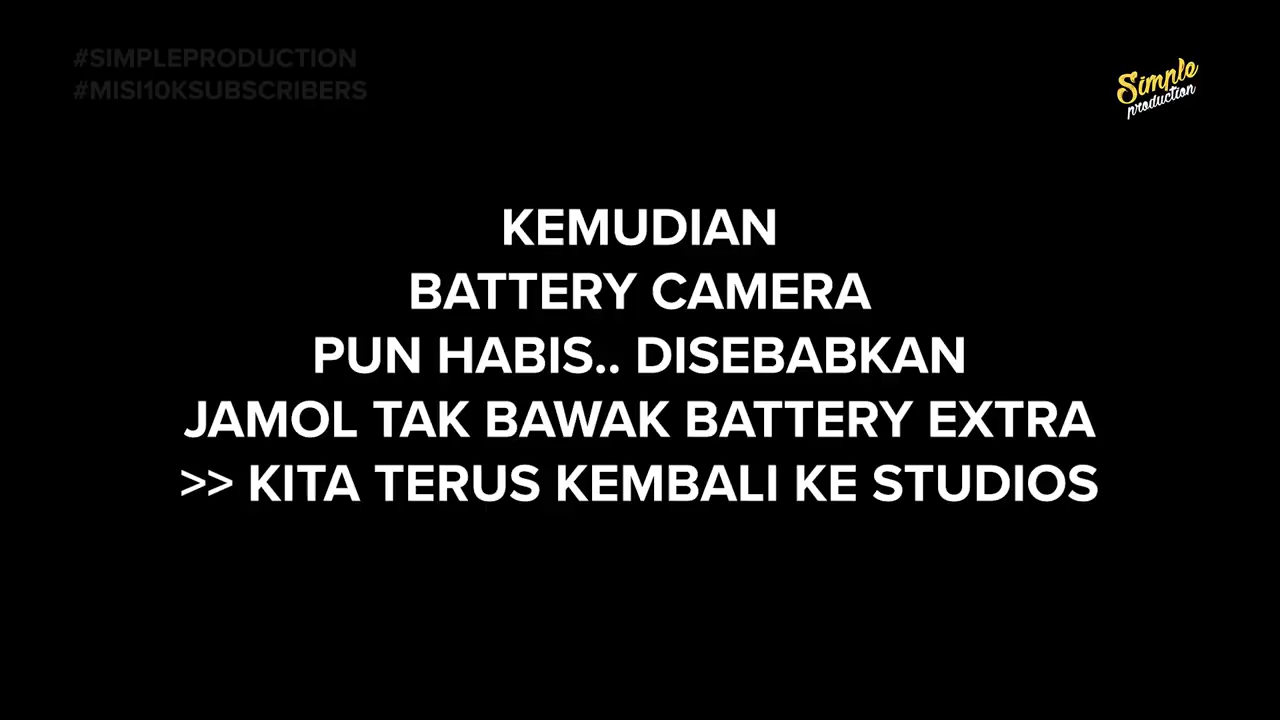 #SIMPLEPRODUCTION
#MISI10KSUBSCRIBERS
Simple
production
KEMUDIAN
BATTERY CAMERA
PUN HABIS.. DISEBABKAN
JAMOL TAK BAWAK BATTERY EXTRA
>> KITA TERUS KEMBALI KE STUDIOS